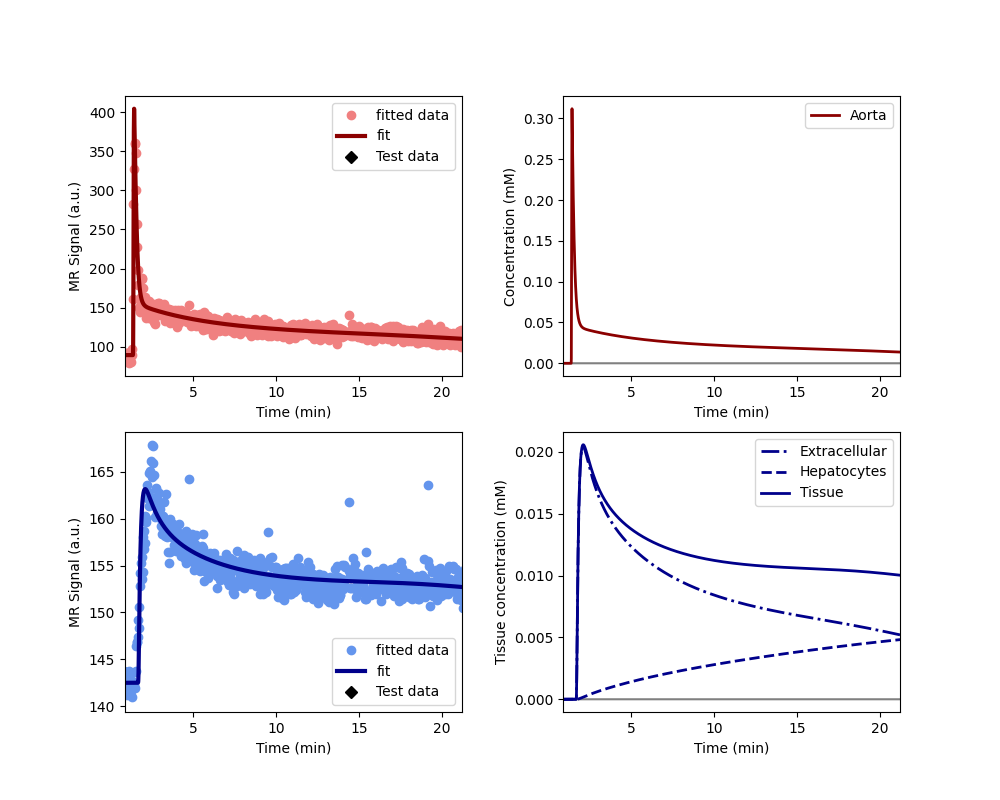 400
350
300
250
200
150
100
MR Signal (a.u.)
fitted data
fit
Test data
5
10
15
20
Time (min)
0.30
0.25
0.20
0.15
0.10
0.05
0.00
Concentration (mM)
Aorta
5
10
15
20
Time (min)
165
160
155
150
145
140
MR Signal (a.u.)
fitted data
fit
Test data
5
10
15
20
Time (min)
0.020
0.015
0.010
0.005
0.000
Tissue concentration (mM)
Extracellular
Hepatocytes
Tissue
5
10
15
20
Time (min)